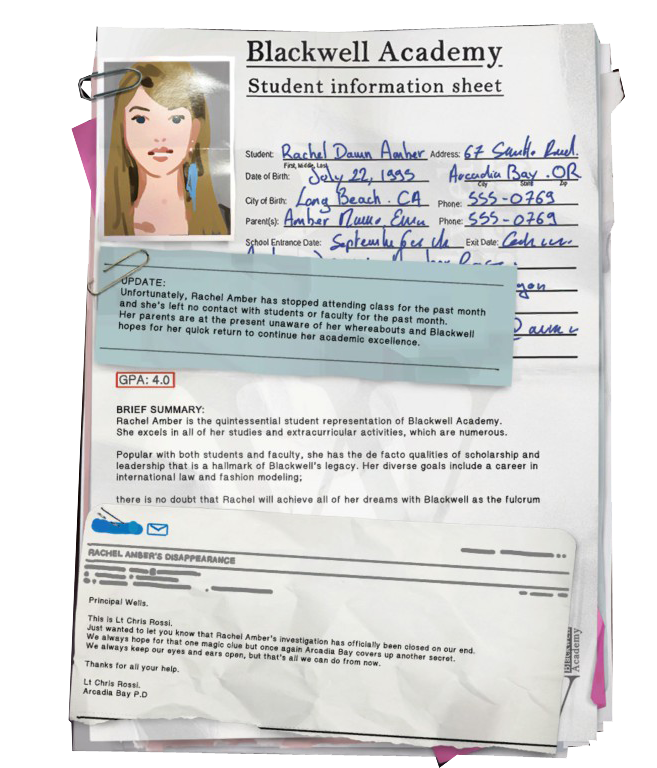 Blackwell Academy
Student information sheet
Student: Rachel Dawn Amber Address: 67
First, Middle, Last
Date of Birth: July 22, 1995 Arcadia Bay . OR
City State Zip
City of Birth: Long Beach . CA Phone: 555-0769
Parent(s): Amber Phone: 555-0769
School Entrance Date: September Exit Date:
UPDATE:
Unfortunately, Rachel Amber has stopped attending class for the past month
and she's left no contact with students or faculty for the past month.
Her parents are at the present unaware of her whereabouts and Blackwell
hopes for her quick return to continue her academic excellence.
GPA: 4.0
BRIEF SUMMARY:
Rachel Amber is the quintessential student representation of Blackwell Academy.
She excels in all of her studies and extracurricular activities, which are numerous.
Popular with both students and faculty, she has the de facto qualities of scholarship and
leadership that is a hallmark of Blackwell's legacy. Her diverse goals include a career in
international law and fashion modeling;
there is no doubt that Rachel will achieve all of her dreams with Blackwell as the fulcrum
RACHEL AMBER'S DISAPPEARANCE
Principal Wells.
This is Lt Chris Rossi.
Just wanted to let you know that Rachel Amber's investigation has officially been closed on our end.
We always hope for that one magic clue but once again Arcadia Bay covers up another secret.
We always keep our eyes and ears open, but that's all we can do from now.
Thanks for all your help.
Lt Chris Rossi.
Arcadia Bay P.D
Blackwell
Academy